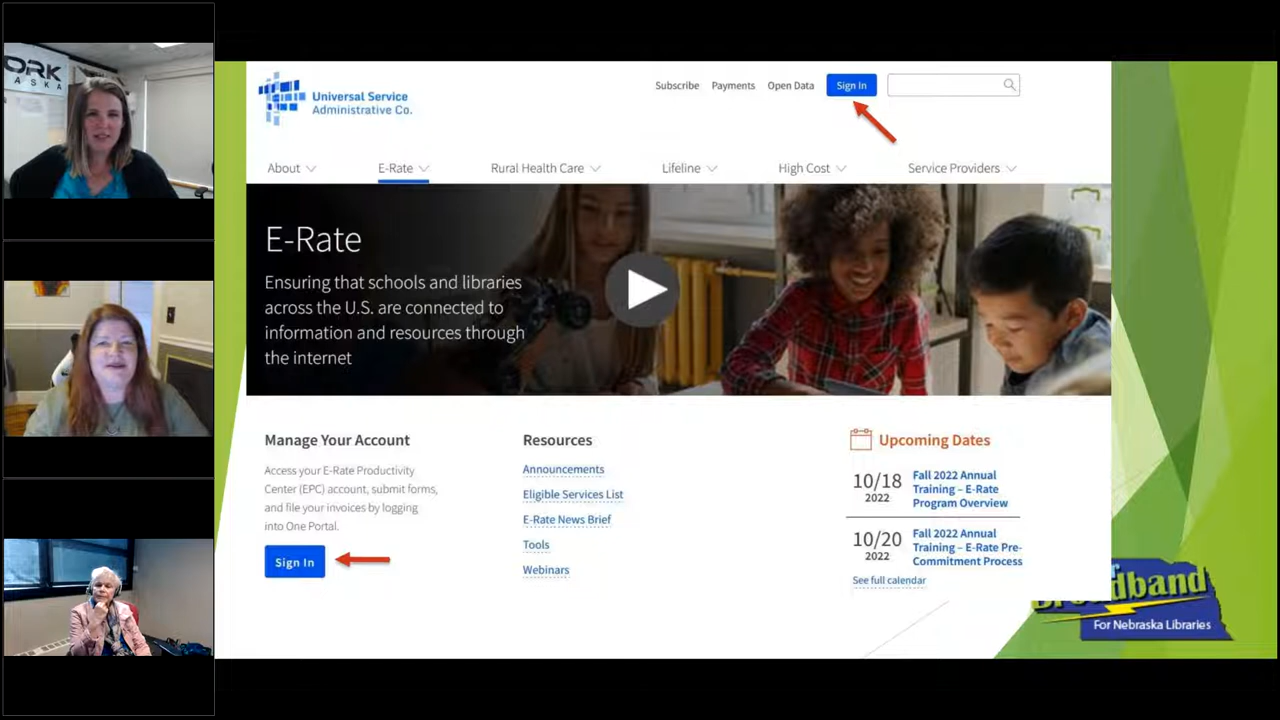 ORK
ASKA
Universal Service
Administrative Co.
Subscribe
Payments
Open Data
Sign In
About
E-Rate
Rural Health Care
Lifeline
High Cost
Service Providers
E-Rate
Ensuring that schools and libraries
across the U.S. are connected to
information and resources through
the internet
Manage Your Account
Access your E-Rate Productivity
Center (EPC) account, submit forms,
and file your invoices by logging
into One Portal.
Sign In
Resources
Announcements
Eligible Services List
E-Rate News Brief
Tools
Webinars
Upcoming Dates
10/18
2022
Fall 2022 Annual
Training – E-Rate
Program Overview
10/20
2022
Fall 2022 Annual
Training – E-Rate Pre-
Commitment Process
See full calendar
Broadband
For Nebraska Libraries